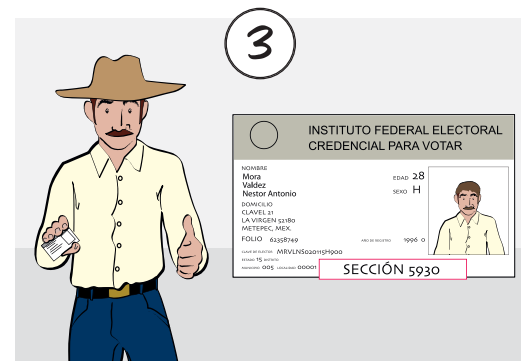 3
INSTITUTO FEDERAL ELECTORAL
CREDENCIAL PARA VOTAR
NOMBRE
Mora
Valdez
Nestor Antonio
EDAD 28
SEXO H
DOMICILIO
CLAVEL 21
LA VIRGEN 52180
METEPEC, MEX.
FOLIO 62358749
AÑO DE REGISTRO 1996 0
CLAVE DE ELECTOR MRVLNS020115H900
ESTADO 15 DISTRITO
MUNICIPIO 005 LOCALIDAD 00001
SECCIÓN 5930